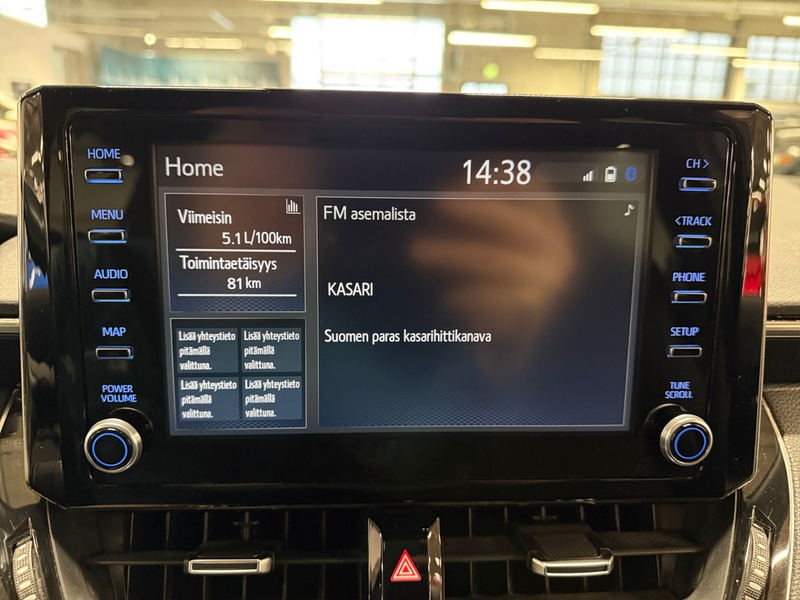 HOME
MENU
AUDIO
MAP
POWER
VOLUME
Home
14:38
Viimeisin
5.1 L/100km
Toimintaetäisyys
81 km
Lisää yhteystieto
pitämällä
valittuna.
Lisää yhteystieto
pitämällä
valittuna.
Lisää yhteystieto
pitämällä
valittuna.
Lisää yhteystieto
pitämällä
valittuna.
FM asemalista
KASARI
Suomen paras kasarihittikanava
CH >
< TRACK
PHONE
SETUP
TUNE
SCROLL